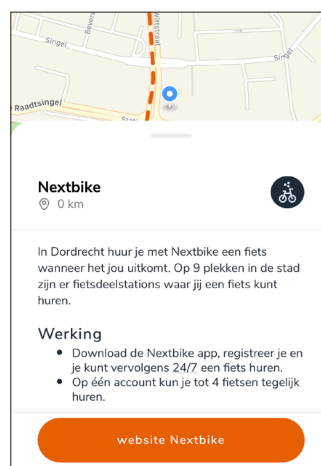 Singel
Singel
Raadtsingel
Nextbike
0 km
In Dordrecht huur je met Nextbike een fiets
wanneer het jou uitkomt. Op 9 plekken in de stad
zijn er fietsdeelstations waar jij een fiets kunt
huren.
Werking
• Download de Nextbike app, registreer je en
je kunt vervolgens 24/7 een fiets huren.
• Op één account kun je tot 4 fietsen tegelijk
huren.
website Nextbike